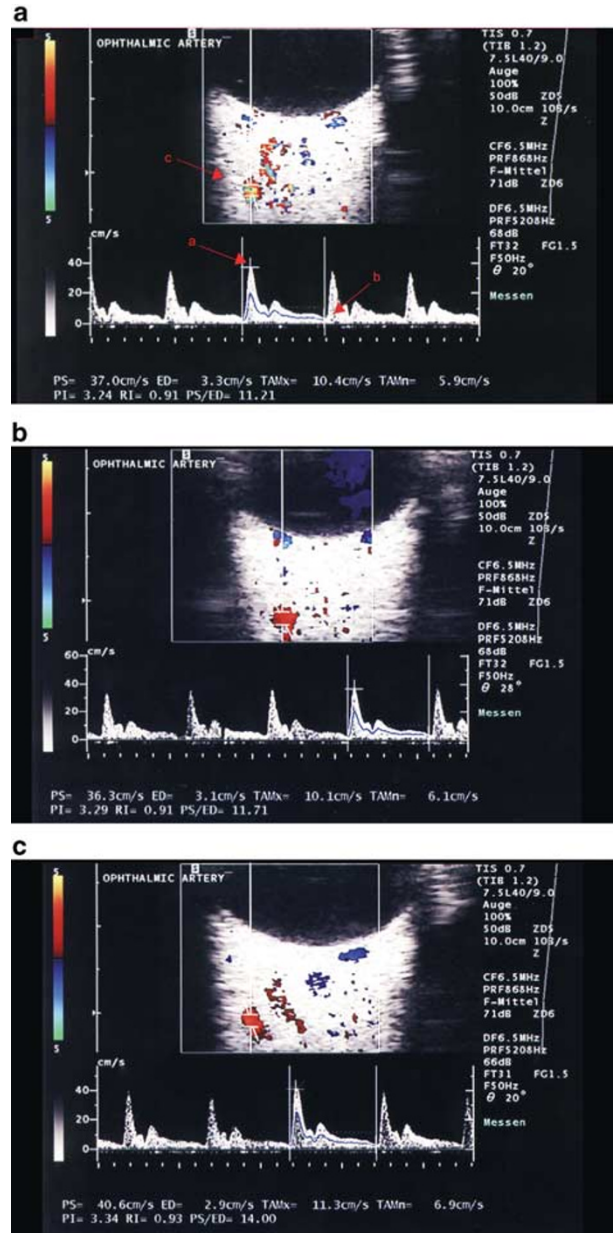 a
S
S
OPHTHALMIC ARTERY
TIS 0.7
(TIB 1.2)
7.5L40/9.0
Auge
100%
50dB ZD5
10.0cm 10B/s
Z
CF6.5MHz
PRF868Hz
F-Mittel
71dB ZD6
DF6.5MHz
PRF5208Hz
68dB
FT32 FG1.5
F50Hz
θ 20°
Messen
c
S
a
b
cm/s
40
20
0
PS= 37.0cm/s ED= 3.3cm/s TAMx= 10.4cm/s TAMn= 5.9cm/s
PI= 3.24 RI= 0.91 PS/ED= 11.21
b
S
S
OPHTHALMIC ARTERY
TIS 0.7
(TIB 1.2)
7.5L40/9.0
Auge
100%
50dB ZD5
10.0cm 10B/s
Z
CF6.5MHz
PRF868Hz
F-Mittel
71dB ZD6
DF6.5MHz
PRF5208Hz
68dB
FT32 FG1.5
F50Hz
θ 28°
Messen
S
cm/s
60
40
20
0
PS= 36.3cm/s ED= 3.1cm/s TAMx= 10.1cm/s TAMn= 6.1cm/s
PI= 3.29 RI= 0.91 PS/ED= 11.71
c
S
S
OPHTHALMIC ARTERY
TIS 0.7
(TIB 1.2)
7.5L40/9.0
Auge
100%
50dB ZD5
10.0cm 10B/s
Z
CF6.5MHz
PRF868Hz
F-Mittel
71dB ZD6
DF6.5MHz
PRF5208Hz
66dB
FT31 FG1.5
F50Hz
θ 20°
Messen
S
cm/s
40
20
0
PS= 40.6cm/s ED= 2.9cm/s TAMx= 11.3cm/s TAMn= 6.9cm/s
PI= 3.34 RI= 0.93 PS/ED= 14.00